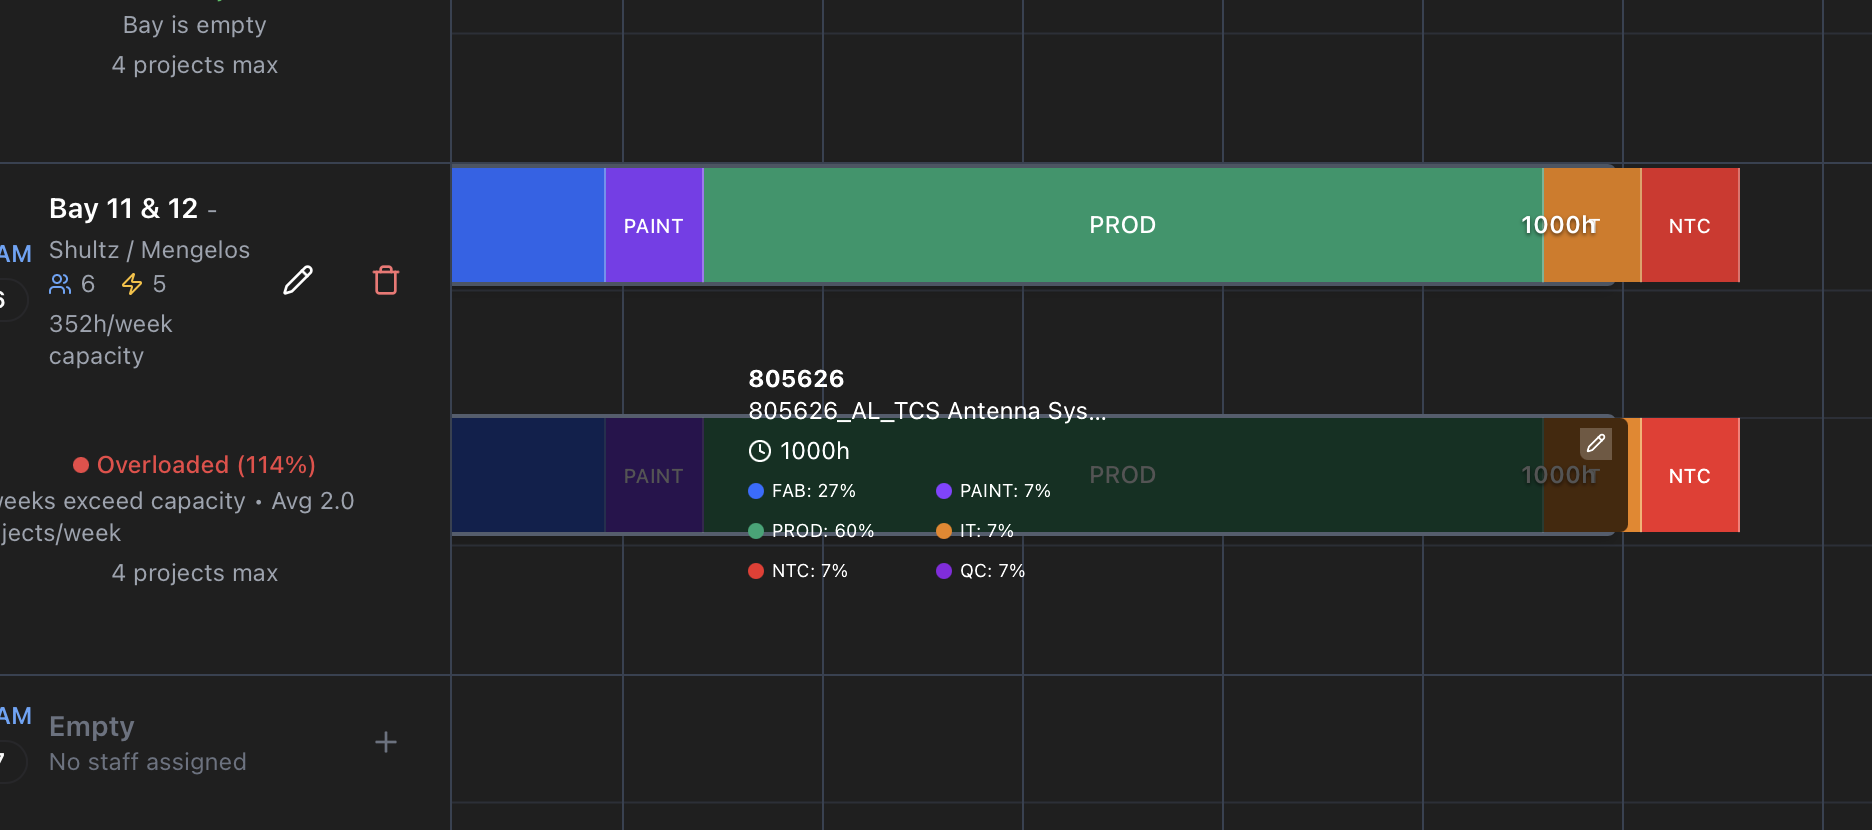 Bay is empty
4 projects max
AM
Bay 11 & 12 -
Shultz / Mengelos
6 5
6
352h/week
capacity
Overloaded (114%)
weeks exceed capacity • Avg 2.0
jects/week
4 projects max
AM
Empty
7
No staff assigned
PAINT PROD 1000h NTC
805626
805626_AL_TCS Antenna Sys...
1000h
PAINT PROD 1000h NTC
FAB: 27% PAINT: 7%
PROD: 60% IT: 7%
NTC: 7% QC: 7%